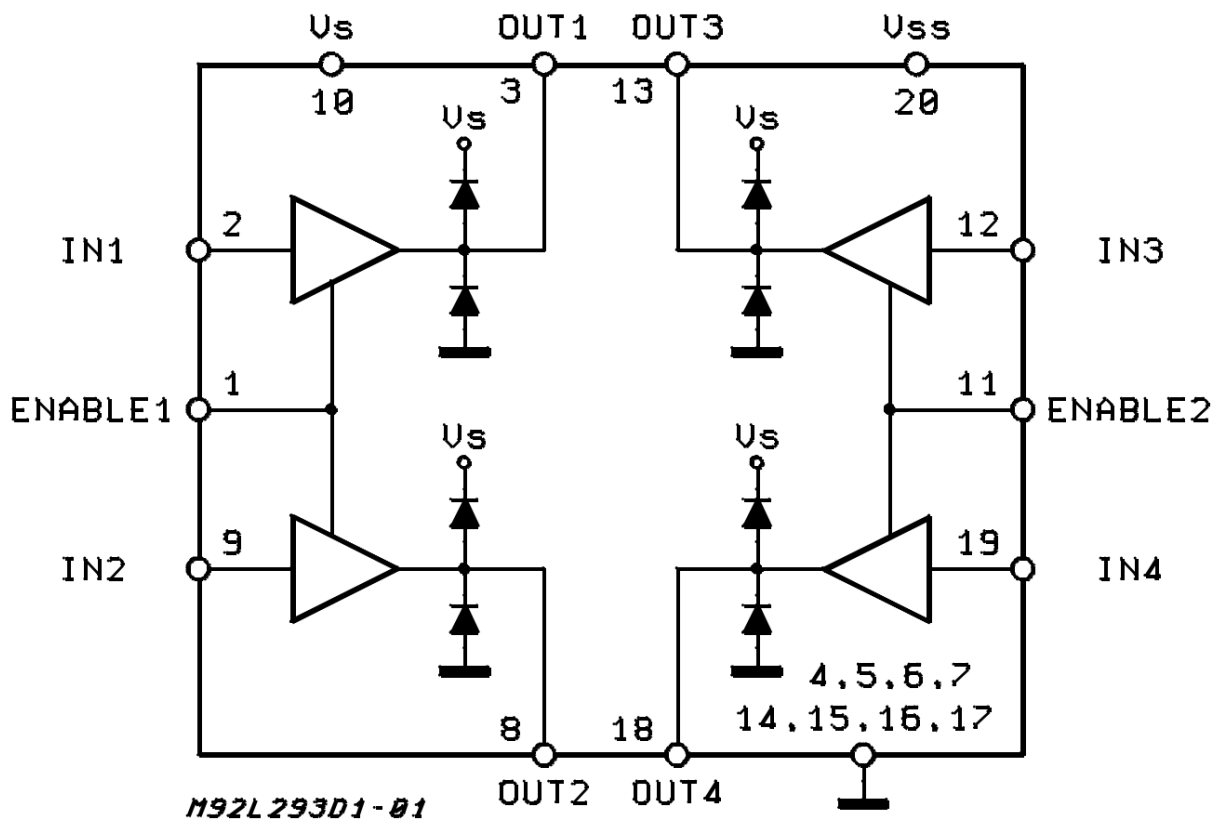 Vs OUT1 OUT3 Vss
10 3 13 20
Vs Vs
IN1 2 12 IN3
ENABLE1 1 11 ENABLE2
Vs Vs
IN2 9 19 IN4
4,5,6,7
8 18 14,15,16,17
OUT2 OUT4
M92L293D1-01